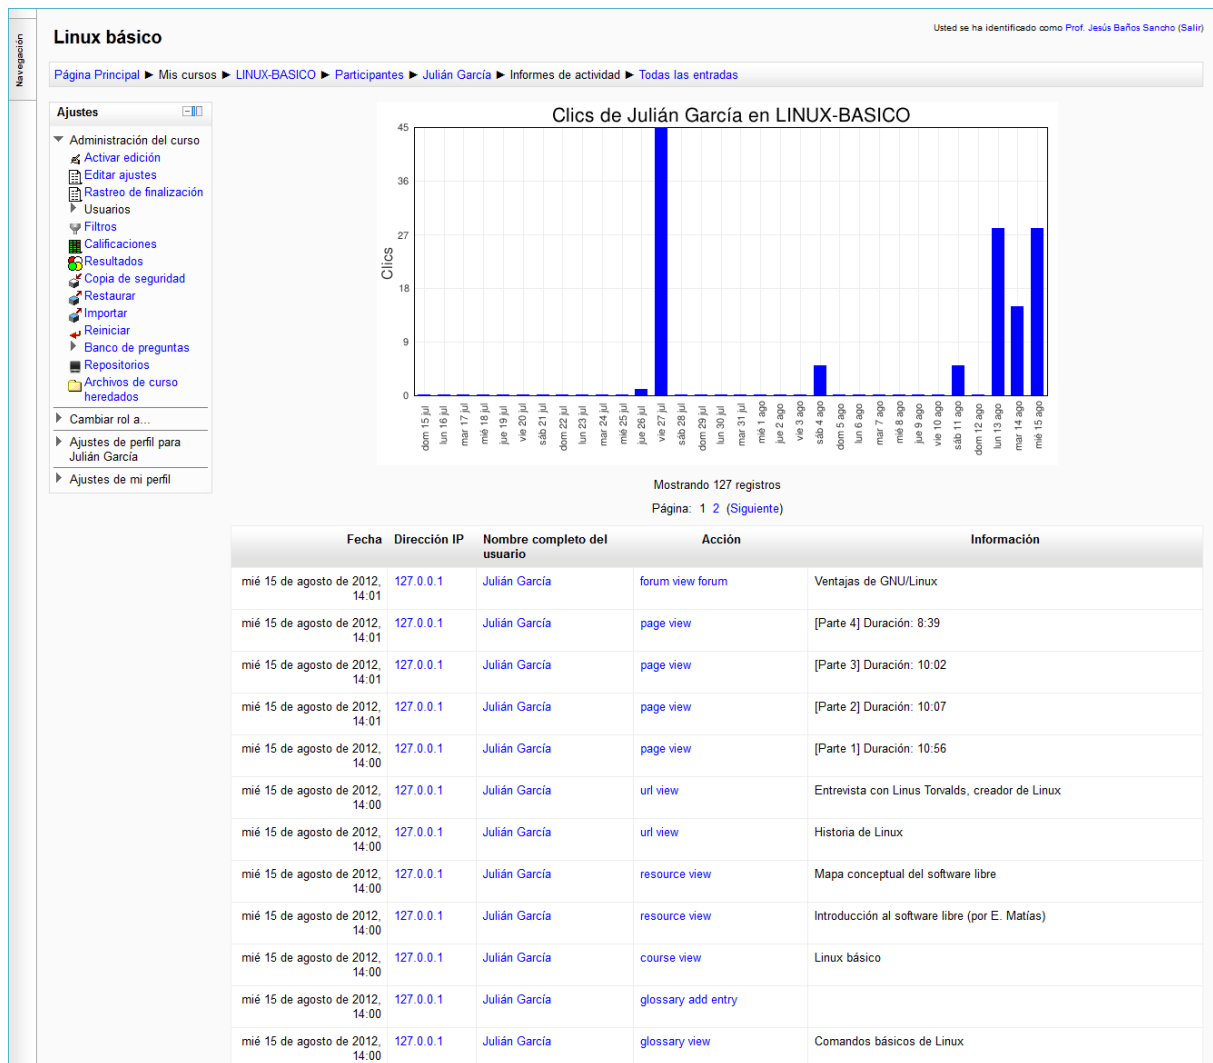 Navegación
Linux básico
Usted se ha identificado como Prof. Jesús Baños Sancho (Salir)
Página Principal ► Mis cursos ► LINUX-BASICO ► Participantes ► Julián García ► Informes de actividad ► Todas las entradas
Ajustes
Administración del curso
Activar edición
Editar ajustes
Rastreo de finalización
Usuarios
Filtros
Calificaciones
Resultados
Copia de seguridad
Restaurar
Importar
Reiniciar
Banco de preguntas
Repositorios
Archivos de curso
heredados
Cambiar rol a...
Ajustes de perfil para
Julián García
Ajustes de mi perfil
Clics de Julián García en LINUX-BASICO
Clics
45
36
27
18
9
0
dom 15 jul
lun 16 jul
mar 17 jul
mié 18 jul
jue 19 jul
vie 20 jul
sáb 21 jul
dom 22 jul
lun 23 jul
mar 24 jul
mié 25 jul
jue 26 jul
vie 27 jul
sáb 28 jul
dom 29 jul
lun 30 jul
mar 31 jul
mié 1 ago
jue 2 ago
vie 3 ago
sáb 4 ago
dom 5 ago
lun 6 ago
mar 7 ago
mié 8 ago
jue 9 ago
vie 10 ago
sáb 11 ago
dom 12 ago
lun 13 ago
mar 14 ago
mié 15 ago
Mostrando 127 registros
Página: 1 2 (Siguiente)
Fecha Dirección IP Nombre completo del Acción Información
usuario
mié 15 de agosto de 2012, 127.0.0.1 Julián García forum view forum Ventajas de GNU/Linux
14:01
mié 15 de agosto de 2012, 127.0.0.1 Julián García page view [Parte 4] Duración: 8:39
14:01
mié 15 de agosto de 2012, 127.0.0.1 Julián García page view [Parte 3] Duración: 10:02
14:01
mié 15 de agosto de 2012, 127.0.0.1 Julián García page view [Parte 2] Duración: 10:07
14:01
mié 15 de agosto de 2012, 127.0.0.1 Julián García page view [Parte 1] Duración: 10:56
14:00
mié 15 de agosto de 2012, 127.0.0.1 Julián García url view Entrevista con Linus Torvalds, creador de Linux
14:00
mié 15 de agosto de 2012, 127.0.0.1 Julián García url view Historia de Linux
14:00
mié 15 de agosto de 2012, 127.0.0.1 Julián García resource view Mapa conceptual del software libre
14:00
mié 15 de agosto de 2012, 127.0.0.1 Julián García resource view Introducción al software libre (por E. Matías)
14:00
mié 15 de agosto de 2012, 127.0.0.1 Julián García course view Linux básico
14:00
mié 15 de agosto de 2012, 127.0.0.1 Julián García glossary add entry
14:00
mié 15 de agosto de 2012, 127.0.0.1 Julián García glossary view Comandos básicos de Linux
14:00